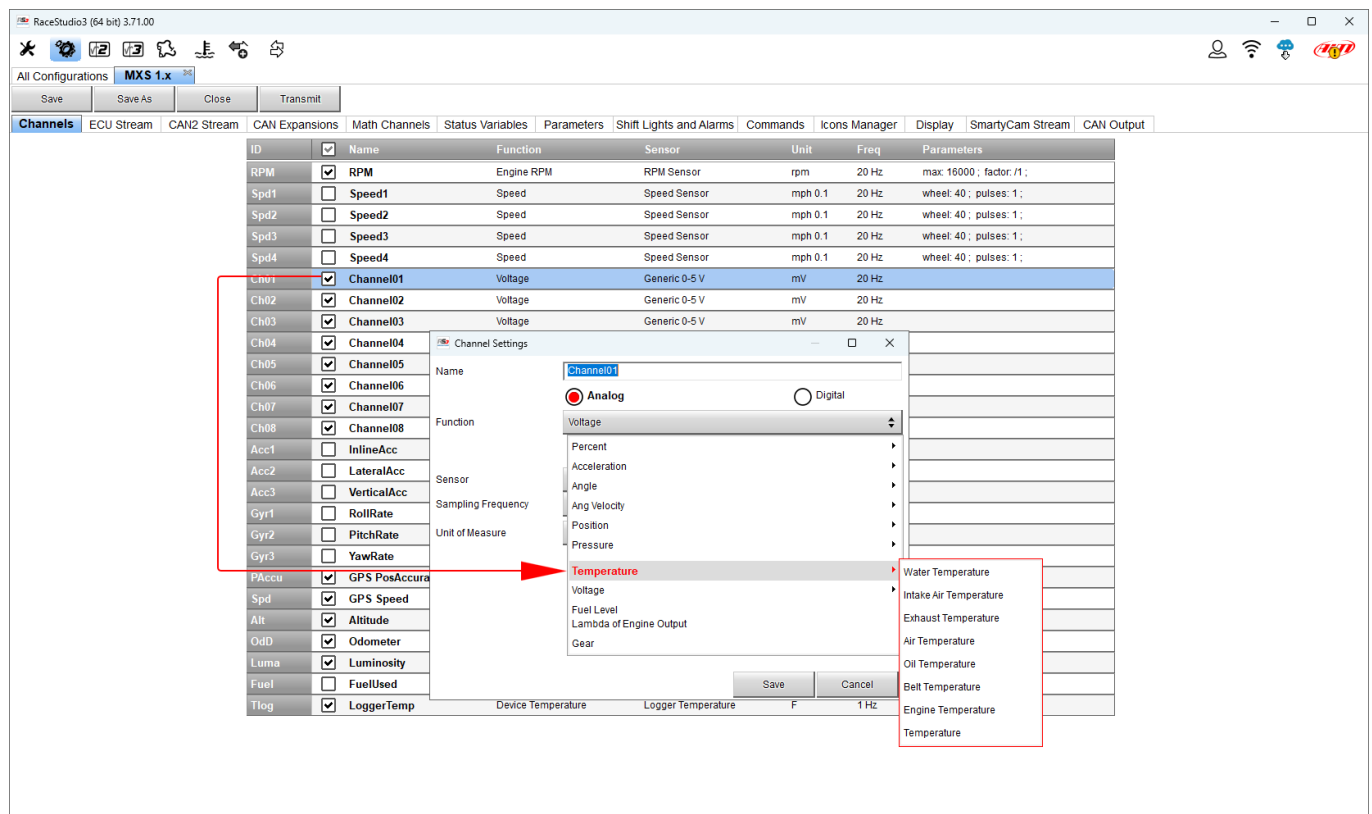 RaceStudio3 (64 bit) 3.71.00
All Configurations MXS 1.x
Save Save As Close Transmit
Channels ECU Stream CAN2 Stream CAN Expansions Math Channels Status Variables Parameters Shift Lights and Alarms Commands Icons Manager Display SmartyCam Stream CAN Output
ID Name Function Sensor Unit Freq Parameters
RPM RPM Engine RPM RPM Sensor rpm 20 Hz max: 16000 ; factor: /1 ;
Spd1 Speed1 Speed Speed Sensor mph 0.1 20 Hz wheel: 40 ; pulses: 1 ;
Spd2 Speed2 Speed Speed Sensor mph 0.1 20 Hz wheel: 40 ; pulses: 1 ;
Spd3 Speed3 Speed Speed Sensor mph 0.1 20 Hz wheel: 40 ; pulses: 1 ;
Spd4 Speed4 Speed Speed Sensor mph 0.1 20 Hz wheel: 40 ; pulses: 1 ;
Ch01 Channel01 Voltage Generic 0-5 V mV 20 Hz
Ch02 Channel02 Voltage Generic 0-5 V mV 20 Hz
Ch03 Channel03 Voltage Generic 0-5 V mV 20 Hz
Ch04 Channel04
Ch05 Channel05
Ch06 Channel06
Ch07 Channel07
Ch08 Channel08
Acc1 InlineAcc
Acc2 LateralAcc
Acc3 VerticalAcc
Gyr1 RollRate
Gyr2 PitchRate
Gyr3 YawRate
PAccu GPS PosAccura
Spd GPS Speed
Alt Altitude
OdD Odometer
Luma Luminosity
Fuel FuelUsed
Tlog LoggerTemp Device Temperature Logger Temperature F 1 Hz
Channel Settings
Name Channel01
Analog Digital
Function Voltage
Sensor
Sampling Frequency
Unit of Measure
Percent
Acceleration
Angle
Ang Velocity
Position
Pressure
Temperature
Voltage
Fuel Level
Lambda of Engine Output
Gear
Save Cancel
Water Temperature
Intake Air Temperature
Exhaust Temperature
Air Temperature
Oil Temperature
Belt Temperature
Engine Temperature
Temperature